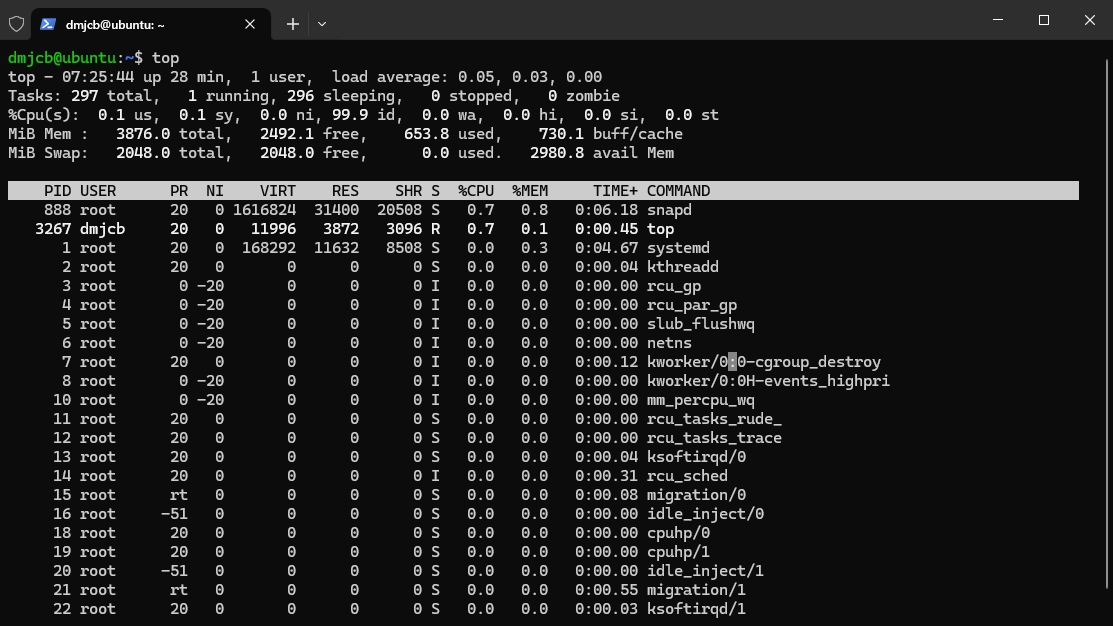 dmjcb@ubuntu: ~
dmjcb@ubuntu:~$ top
top - 07:25:44 up 28 min,  1 user,  load average: 0.05, 0.03, 0.00
Tasks: 297 total,   1 running, 296 sleeping,   0 stopped,   0 zombie
%Cpu(s):  0.1 us,  0.1 sy,  0.0 ni, 99.9 id,  0.0 wa,  0.0 hi,  0.0 si,  0.0 st
MiB Mem :   3876.0 total,   2492.1 free,    653.8 used,    730.1 buff/cache
MiB Swap:   2048.0 total,   2048.0 free,      0.0 used.   2980.8 avail Mem
    PID USER      PR  NI    VIRT    RES    SHR S  %CPU  %MEM     TIME+ COMMAND
    888 root      20   0 1616824  31400  20508 S   0.7   0.8   0:06.18 snapd
   3267 dmjcb     20   0   11996   3872   3096 R   0.7   0.1   0:00.45 top
      1 root      20   0  168292  11632   8508 S   0.0   0.3   0:04.67 systemd
      2 root      20   0       0      0      0 S   0.0   0.0   0:00.04 kthreadd
      3 root       0 -20       0      0      0 I   0.0   0.0   0:00.00 rcu_gp
      4 root       0 -20       0      0      0 I   0.0   0.0   0:00.00 rcu_par_gp
      5 root       0 -20       0      0      0 I   0.0   0.0   0:00.00 slub_flushwq
      6 root       0 -20       0      0      0 I   0.0   0.0   0:00.00 netns
      7 root      20   0       0      0      0 I   0.0   0.0   0:00.12 kworker/0:0-cgroup_destroy
      8 root       0 -20       0      0      0 I   0.0   0.0   0:00.00 kworker/0:0H-events_highpri
     10 root       0 -20       0      0      0 I   0.0   0.0   0:00.00 mm_percpu_wq
     11 root      20   0       0      0      0 S   0.0   0.0   0:00.00 rcu_tasks_rude_
     12 root      20   0       0      0      0 S   0.0   0.0   0:00.00 rcu_tasks_trace
     13 root      20   0       0      0      0 S   0.0   0.0   0:00.04 ksoftirqd/0
     14 root      20   0       0      0      0 I   0.0   0.0   0:00.31 rcu_sched
     15 root      rt   0       0      0      0 S   0.0   0.0   0:00.08 migration/0
     16 root     -51   0       0      0      0 S   0.0   0.0   0:00.00 idle_inject/0
     18 root      20   0       0      0      0 S   0.0   0.0   0:00.00 cpuhp/0
     19 root      20   0       0      0      0 S   0.0   0.0   0:00.00 cpuhp/1
     20 root     -51   0       0      0      0 S   0.0   0.0   0:00.00 idle_inject/1
     21 root      rt   0       0      0      0 S   0.0   0.0   0:00.55 migration/1
     22 root      20   0       0      0      0 S   0.0   0.0   0:00.03 ksoftirqd/1